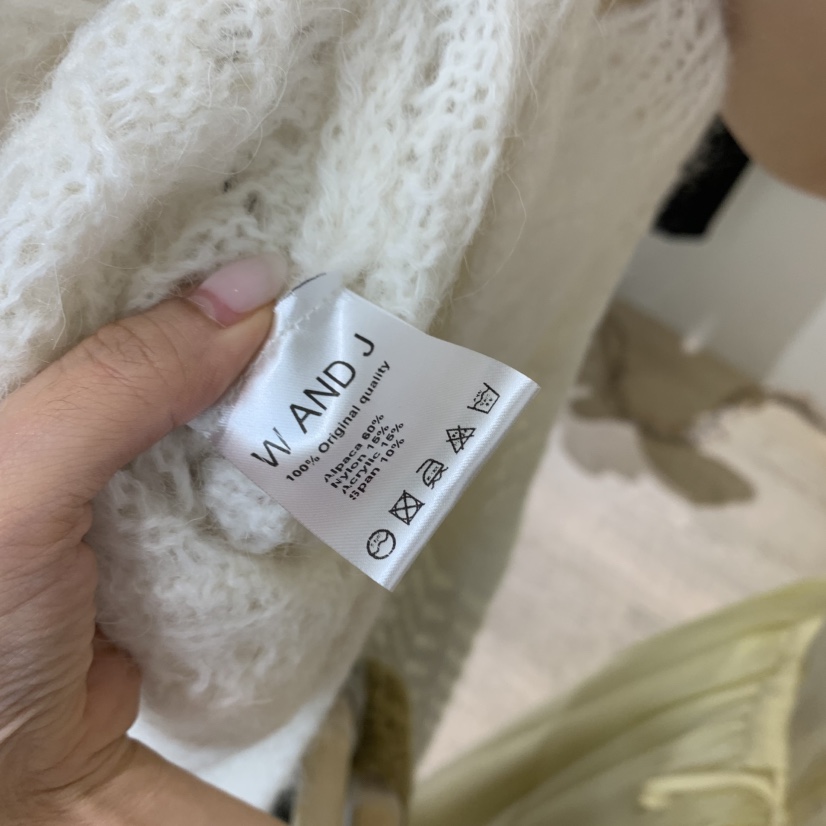 W AND J
100% Original quality
Alpaca 60%
Nylon 15%
Acrylic 15%
Span 10%